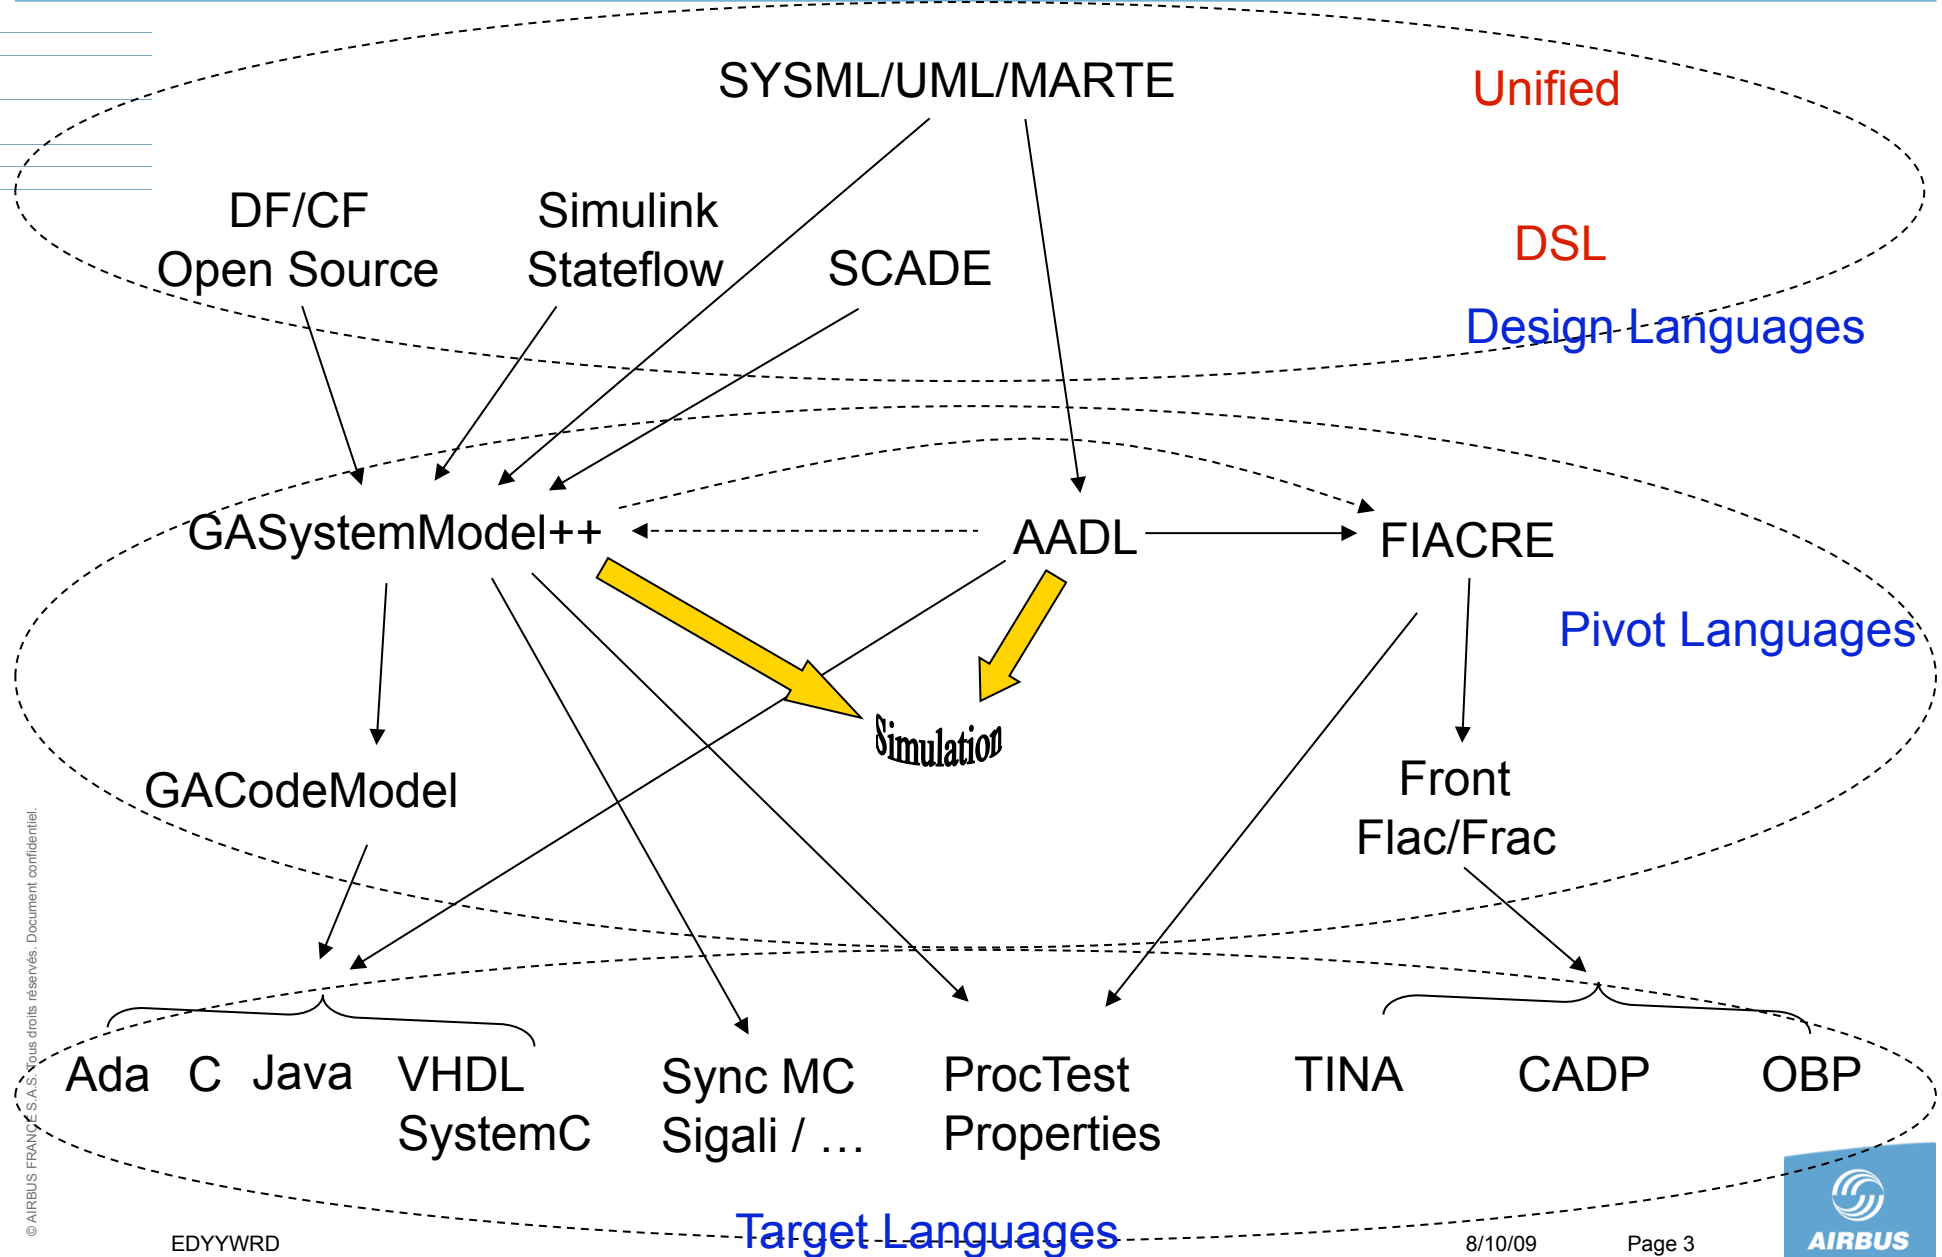 SYSML/UML/MARTE
Unified
DF/CF
Open Source
Simulink
Stateflow
SCADE
DSL
Design Languages
GASystemModel++
AADL
FIACRE
Pivot Languages
Simulation
GACodeModel
Front
Flac/Frac
Ada
C
Java
VHDL
SystemC
Sync MC
Sigali / …
ProcTest
Properties
TINA
CADP
OBP
Target Languages
© AIRBUS FRANCE S.A.S. Tous droits réservés. Document confidentiel.
EDYYWRD
8/10/09
Page 3
AIRBUS